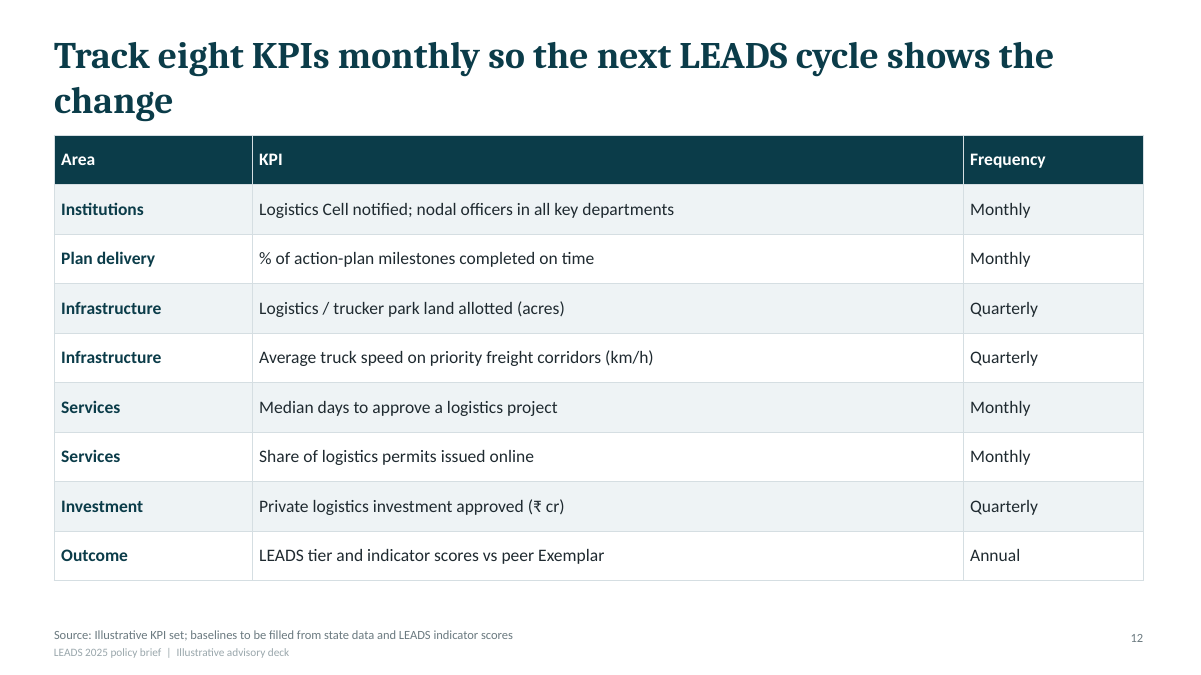 Track eight KPIs monthly so the next LEADS cycle shows the
change
Area KPI Frequency
Institutions Logistics Cell notified; nodal officers in all key departments Monthly
Plan delivery % of action-plan milestones completed on time Monthly
Infrastructure Logistics / trucker park land allotted (acres) Quarterly
Infrastructure Average truck speed on priority freight corridors (km/h) Quarterly
Services Median days to approve a logistics project Monthly
Services Share of logistics permits issued online Monthly
Investment Private logistics investment approved (₹ cr) Quarterly
Outcome LEADS tier and indicator scores vs peer Exemplar Annual
Source: Illustrative KPI set; baselines to be filled from state data and LEADS indicator scores
LEADS 2025 policy brief | Illustrative advisory deck
12